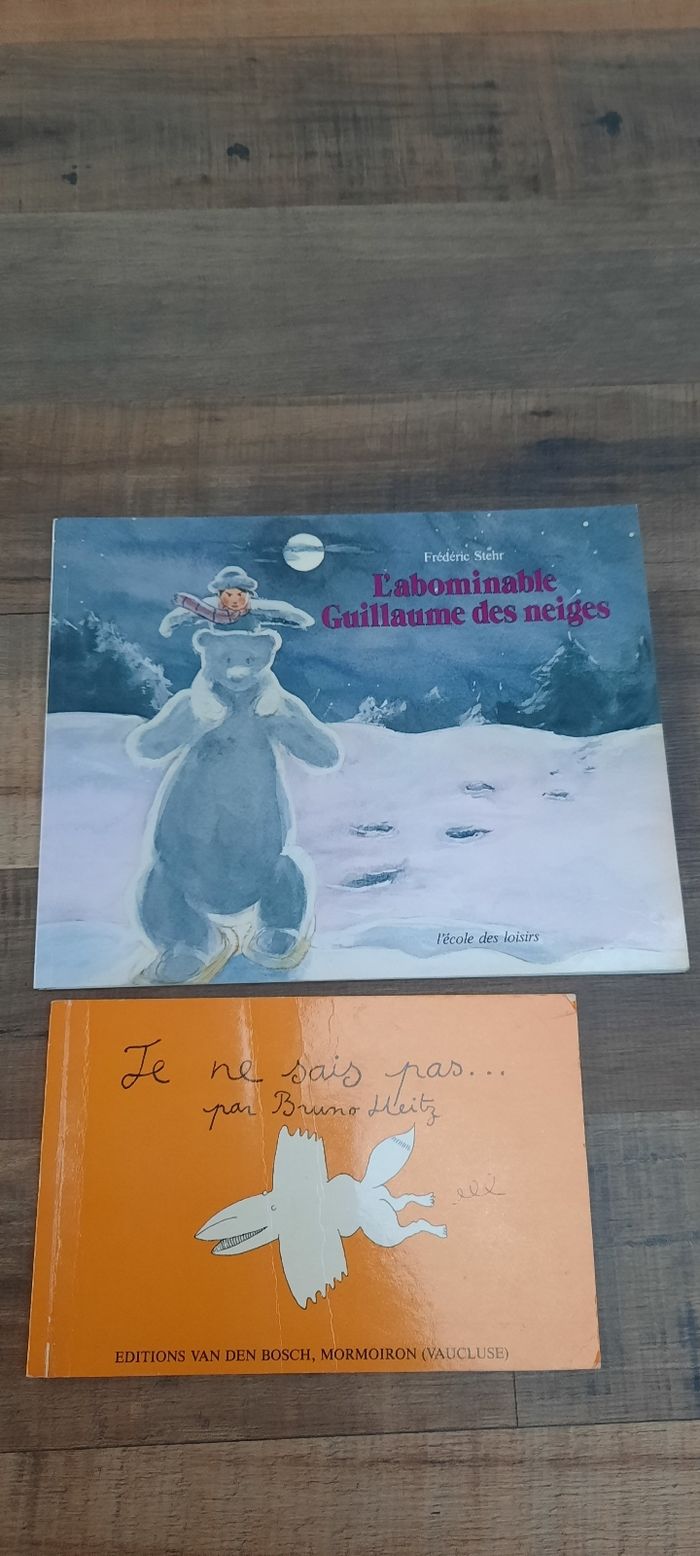 Frédéric Stehr
L'abominable
Guillaume des neiges
l'école des loisirs
Je ne sais pas...
par Bruno Heitz
EDITIONS VAN DEN BOSCH, MORMOIRON (VAUCLUSE)